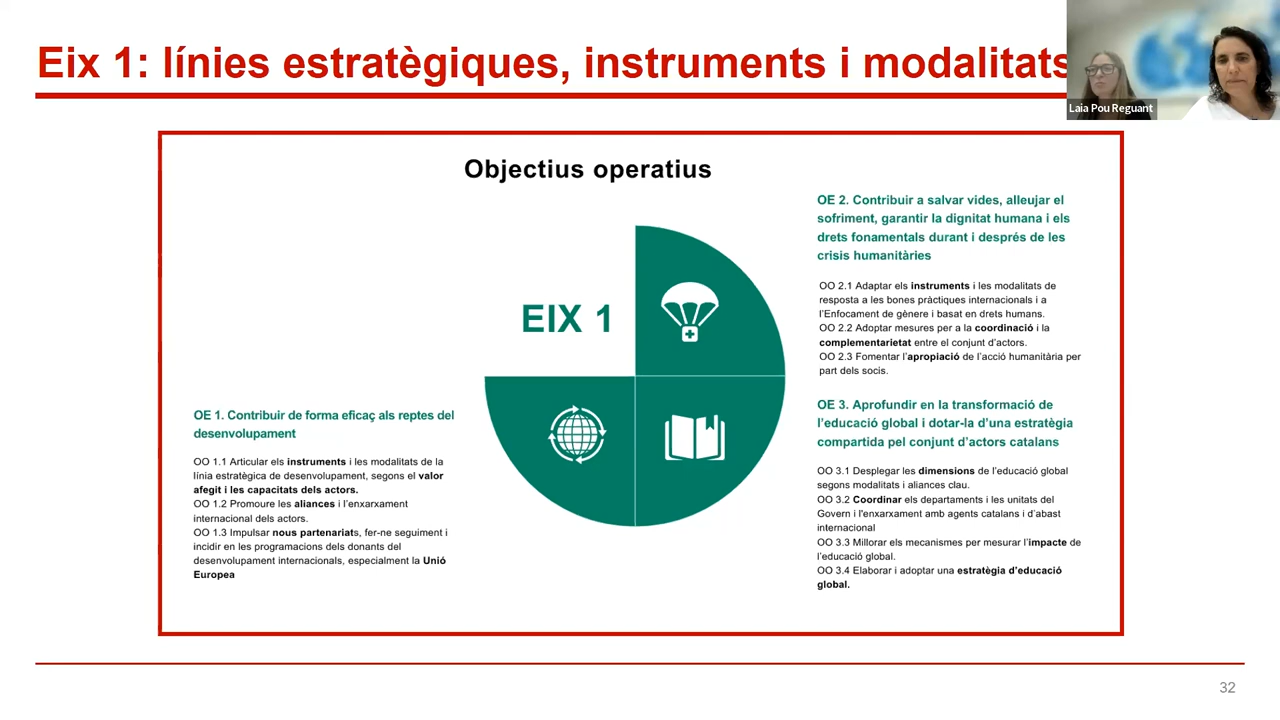 Eix 1: línies estratègiques, instruments i modalitats
Laia Pou Reguant
Objectius operatius
EIX 1
OE 1. Contribuir de forma eficaç als reptes del
desenvolupament
OO 1.1 Articular els instruments i les modalitats de la
línia estratègica de desenvolupament, segons el valor
afegit i les capacitats dels actors.
OO 1.2 Promoure les aliances i l’enxarxament
internacional dels actors.
OO 1.3 Impulsar nous partenariats, fer-ne seguiment i
incidir en les programacions dels donants del
desenvolupament internacionals, especialment la Unió
Europea
OE 2. Contribuir a salvar vides, alleujar el
sofriment, garantir la dignitat humana i els
drets fonamentals durant i després de les
crisis humanitàries
OO 2.1 Adaptar els instruments i les modalitats de
resposta a les bones pràctiques internacionals i a
l’Enfocament de gènere i basat en drets humans.
OO 2.2 Adoptar mesures per a la coordinació i la
complementarietat entre el conjunt d’actors.
OO 2.3 Fomentar l’apropiació de l’acció humanitària per
part dels socis.
OE 3. Aprofundir en la transformació de
l’educació global i dotar-la d’una estratègia
compartida pel conjunt d’actors catalans
OO 3.1 Desplegar les dimensions de l’educació global
segons modalitats i aliances clau.
OO 3.2 Coordinar els departaments i les unitats del
Govern i l'enxarxament amb agents catalans i d’abast
internacional
OO 3.3 Millorar els mecanismes per mesurar l’impacte de
l’educació global.
OO 3.4 Elaborar i adoptar una estratègia d’educació
global.
32